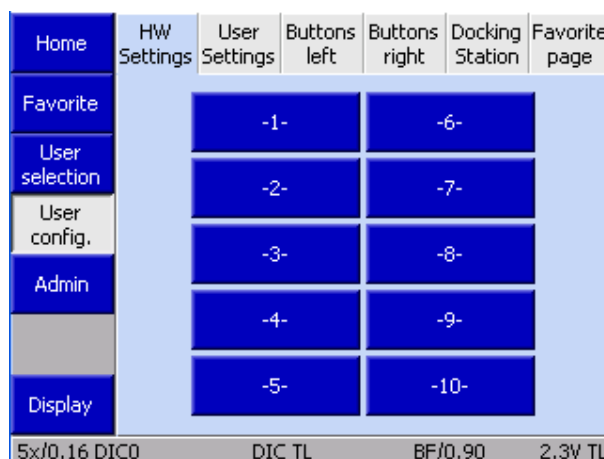 Home
HW
Settings
User
Settings
Buttons
left
Buttons
right
Docking
Station
Favorite
page
Favorite
User
selection
User
config.
Admin
Display
-1-
-6-
-2-
-7-
-3-
-8-
-4-
-9-
-5-
-10-
5x/0.16 DIC0 DIC TL BF/0.90 2.3V TL